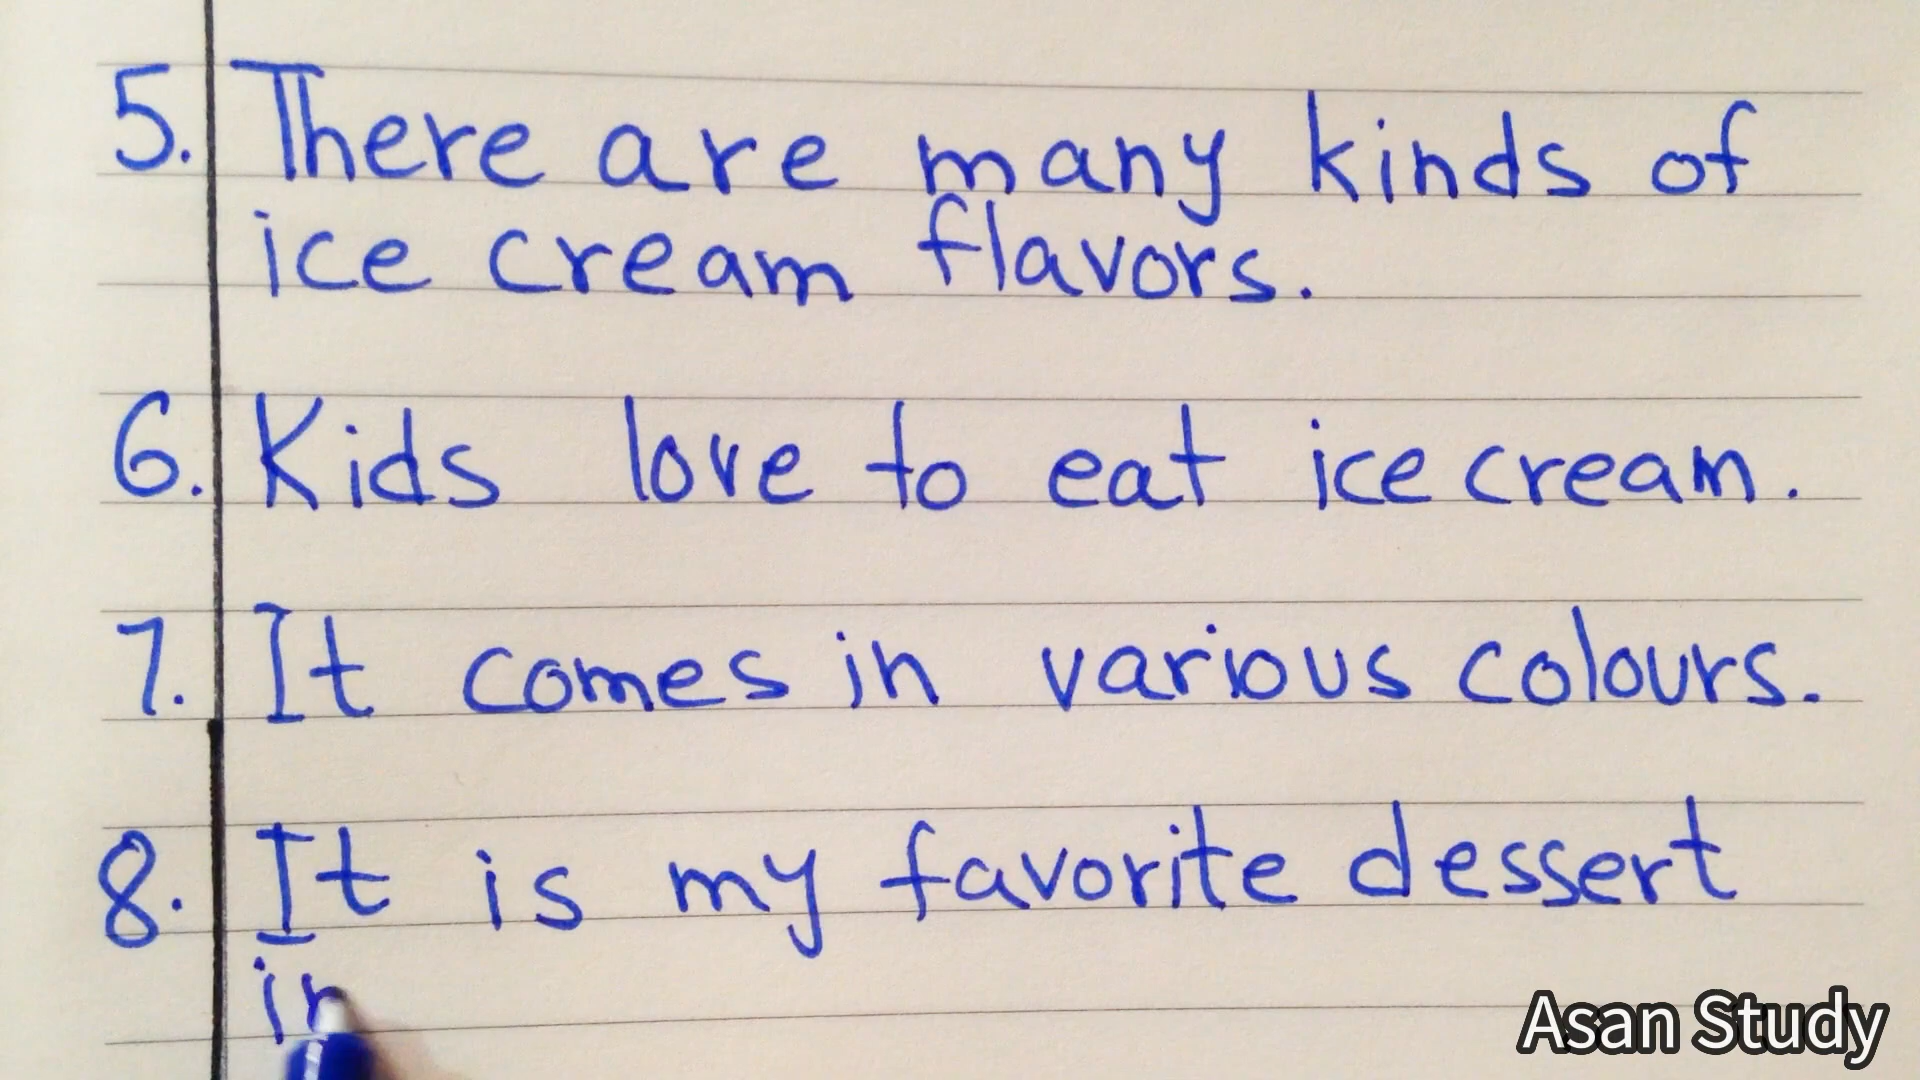 5. There are many kinds of
ice cream flavors.
6. Kids love to eat ice cream.
7. It comes in various colours.
8. It is my favorite dessert
in
Asan Study